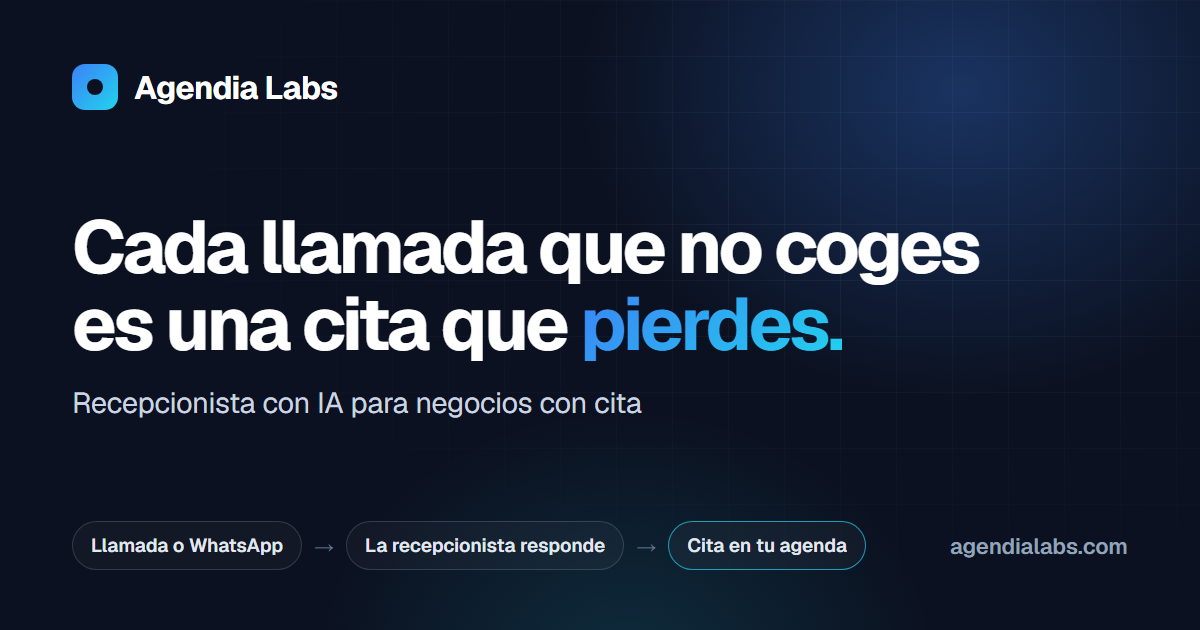 Agendia Labs
Cada llamada que no coges
es una cita que pierdes.
Recepcionista con IA para negocios con cita
Llamada o WhatsApp → La recepcionista responde → Cita en tu agenda
agendialabs.com